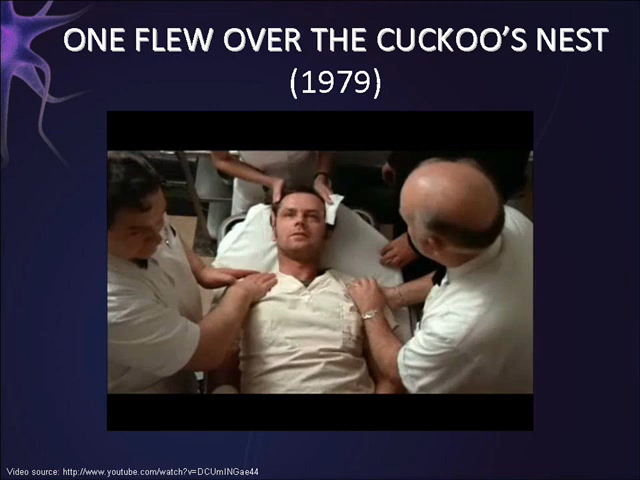 ONE FLEW OVER THE CUCKOO’S NEST
(1979)
Video source: http://www.youtube.com/watch?v=DCUmINGae44